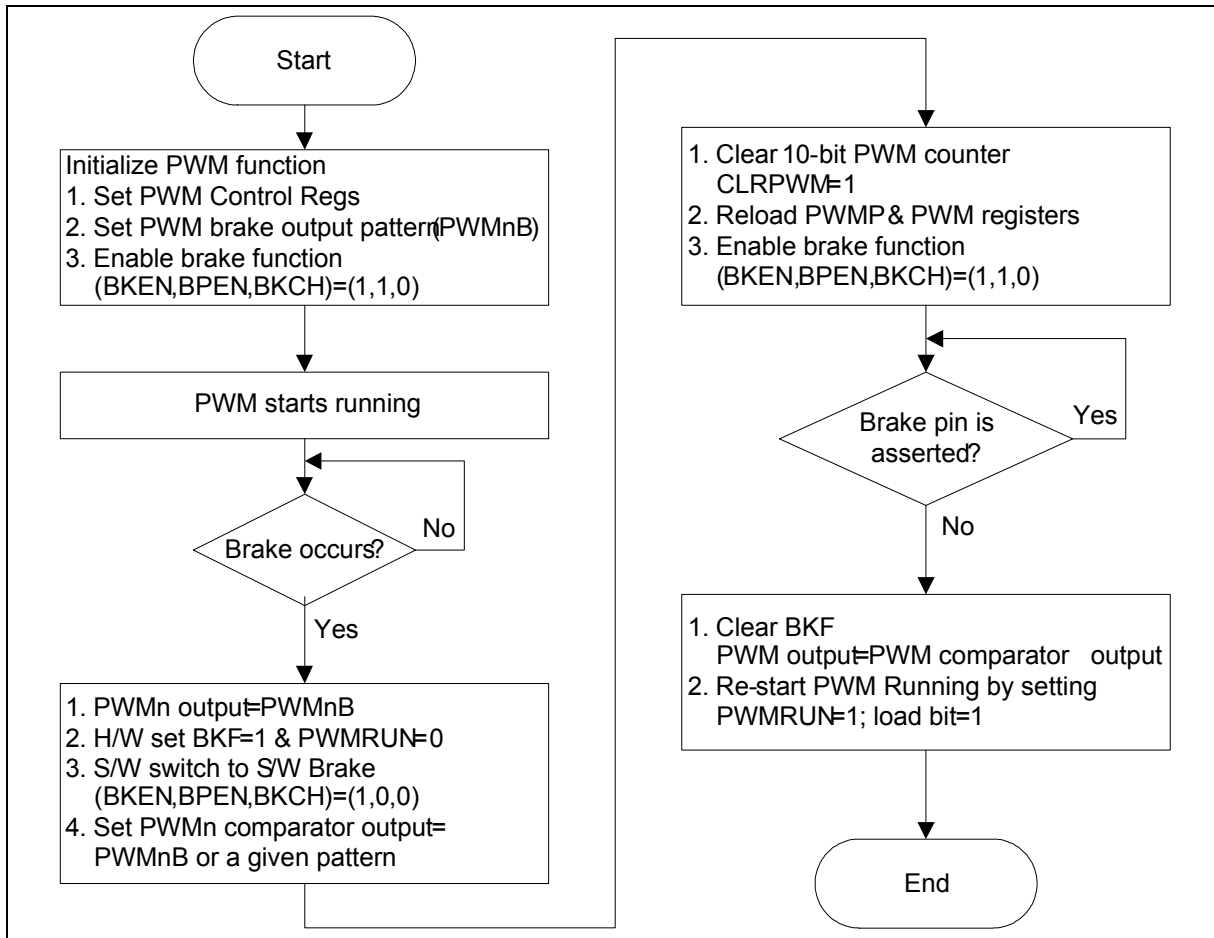 Start
Initialize PWM function
1. Set PWM Control Regs
2. Set PWM brake output pattern(PWMnB)
3. Enable brake function
(BKEN,BPEN,BKCH)=(1,1,0)
PWM starts running
No
Brake occurs?
Yes
1. PWMn output=PWMnB
2. H/W set BKF=1 & PWMRUN=0
3. S/W switch to S/W Brake
(BKEN,BPEN,BKCH)=(1,0,0)
4. Set PWMn comparator output=
PWMnB or a given pattern
1. Clear 10-bit PWM counter
CLRPWM=1
2. Reload PWMP & PWM registers
3. Enable brake function
(BKEN,BPEN,BKCH)=(1,1,0)
Yes
Brake pin is
asserted?
No
1. Clear BKF
PWM output=PWM comparator output
2. Re-start PWM Running by setting
PWMRUN=1; load bit=1
End